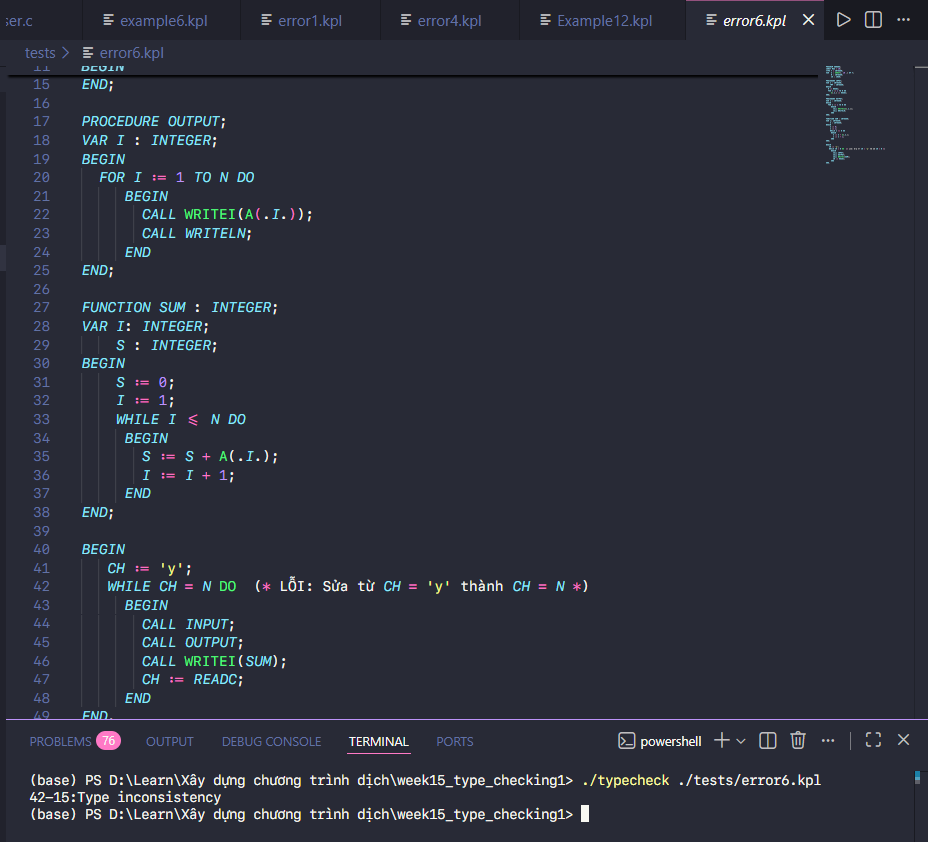 ser.c example6.kpl error1.kpl error4.kpl Example12.kpl error6.kpl
tests > error6.kpl
11 BEGIN
15 END;
16
17 PROCEDURE OUTPUT;
18 VAR I : INTEGER;
19 BEGIN
20 FOR I := 1 TO N DO
21 BEGIN
22 CALL WRITEI(A(.I.));
23 CALL WRITELN;
24 END
25 END;
26
27 FUNCTION SUM : INTEGER;
28 VAR I: INTEGER;
29 S : INTEGER;
30 BEGIN
31 S := 0;
32 I := 1;
33 WHILE I <= N DO
34 BEGIN
35 S := S + A(.I.);
36 I := I + 1;
37 END
38 END;
39
40 BEGIN
41 CH := 'y';
42 WHILE CH = N DO (* LỖI: Sửa từ CH = 'y' thành CH = N *)
43 BEGIN
44 CALL INPUT;
45 CALL OUTPUT;
46 CALL WRITEI(SUM);
47 CH := READC;
48 END
49 END.
PROBLEMS 76 OUTPUT DEBUG CONSOLE TERMINAL PORTS powershell
(base) PS D:\Learn\Xây dựng chương trình dịch\week15_type_checking1> ./typecheck ./tests/error6.kpl
42-15:Type inconsistency
(base) PS D:\Learn\Xây dựng chương trình dịch\week15_type_checking1>